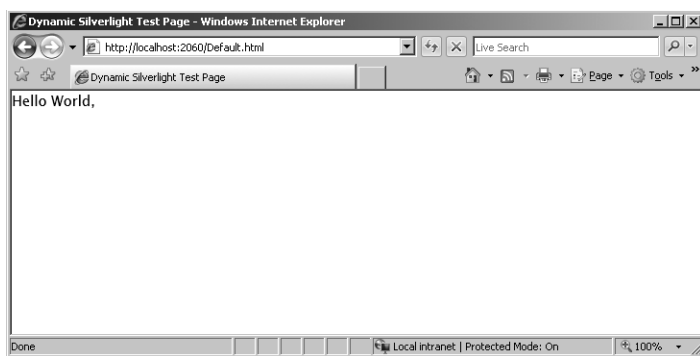 Dynamic Silverlight Test Page - Windows Internet Explorer
http://localhost:2060/Default.html
Live Search
Dynamic Silverlight Test Page
Page
Tools
Hello World,
Done
Local intranet | Protected Mode: On
100%